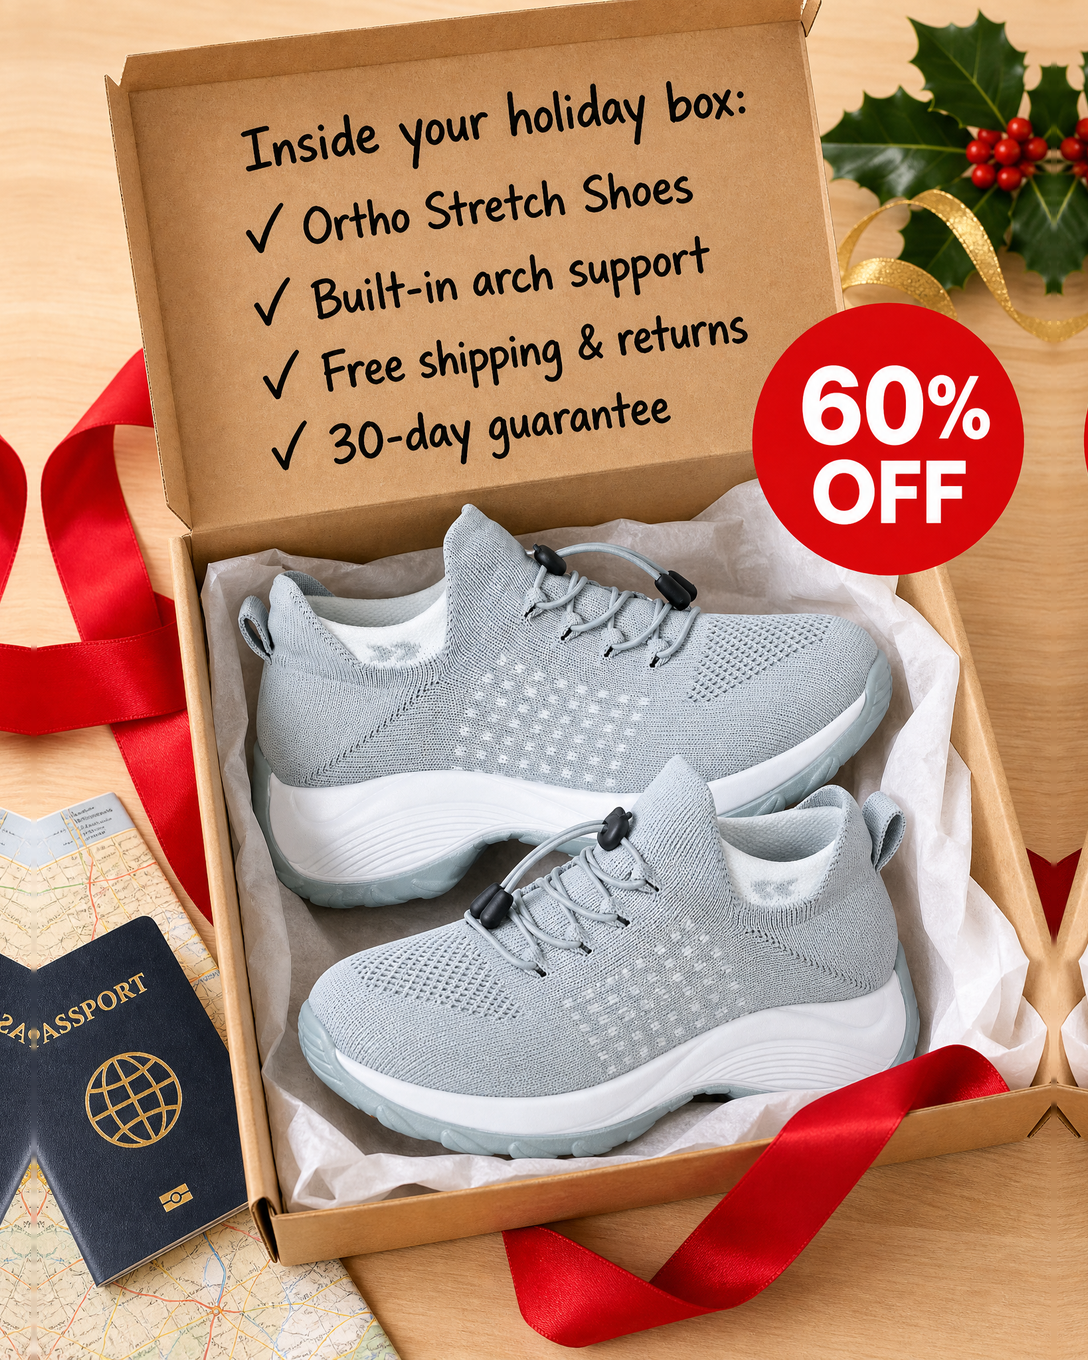 Inside your holiday box:
✓ Ortho Stretch Shoes
✓ Built-in arch support
✓ Free shipping & returns
✓ 30-day guarantee
60%
OFF
PASSPORT